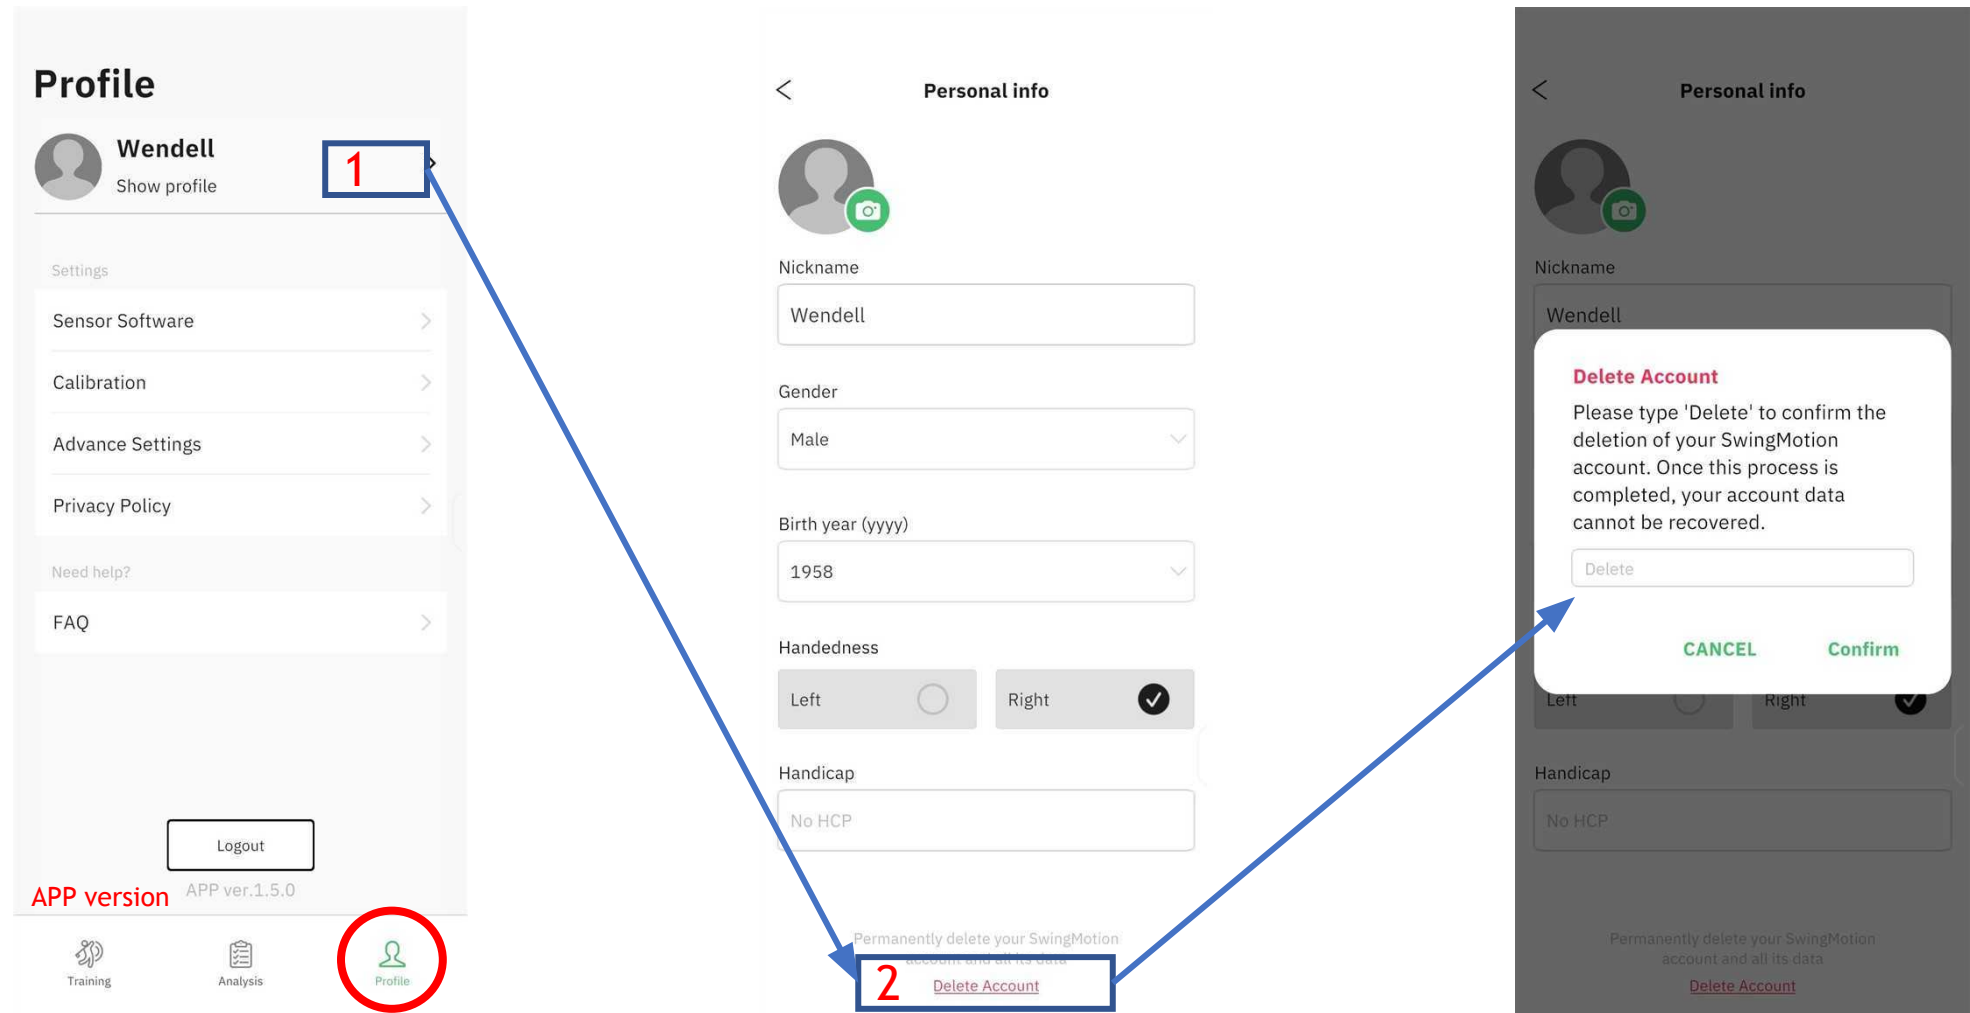 Profile
Wendell
Show profile
1
Settings
Sensor Software
Calibration
Advance Settings
Privacy Policy
Need help?
FAQ
Logout
APP version
APP ver.1.5.0
Training
Analysis
Profile
Personal info
Nickname
Wendell
Gender
Male
Birth year (yyyy)
1958
Handedness
Left
Right
Handicap
No HCP
Permanently delete your SwingMotion
account and all its data
2
Delete Account
Personal info
Nickname
Wendell
Delete Account
Please type 'Delete' to confirm the
deletion of your SwingMotion
account. Once this process is
completed, your account data
cannot be recovered.
Delete
CANCEL
Confirm
Left
Right
Handicap
No HCP
Permanently delete your SwingMotion
account and all its data
Delete Account